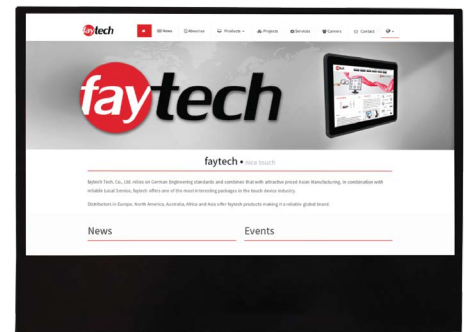 faytech
News
About us
Products
Projects
Services
Careers
Contact
faytech
faytech • nice touch
faytech Tech. Co., Ltd. relies on German Engineering standards and combines that with attractive priced Asian Manufacturing. In combination with
reliable Local Service, faytech offers one of the most interesting packages in the touch device industry.
Distributors in Europe, North America, Australia, Africa and Asia offer faytech products making it a reliable global brand.
News
Events